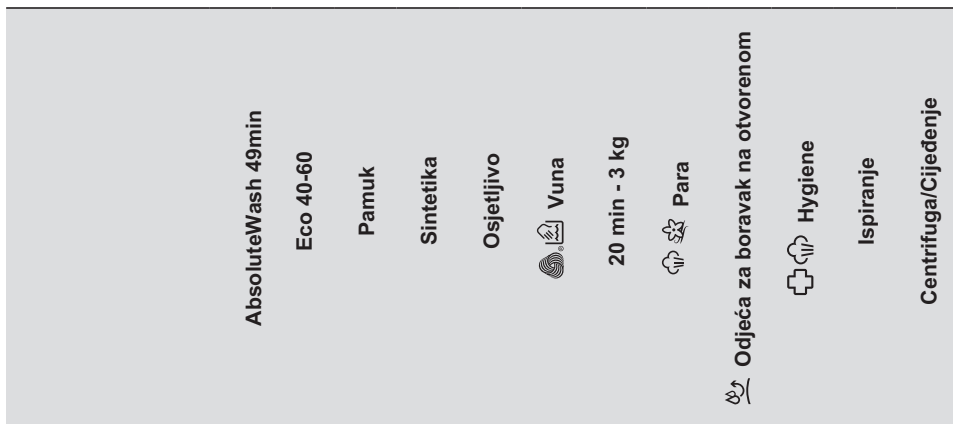 AbsoluteWash 49min
Eco 40-60
Pamuk
Sintetika
Osjetljivo
Vuna
20 min - 3 kg
Para
Odjeća za boravak na otvorenom
Hygiene
Ispiranje
Centrifuga/Cijeđenje